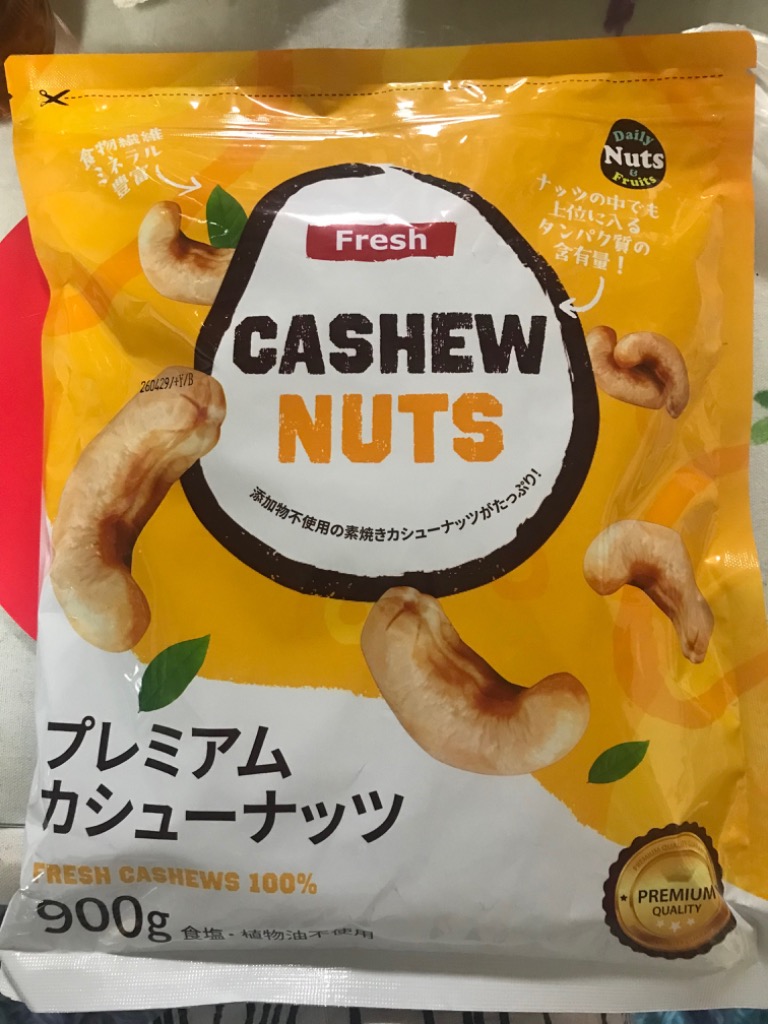 食物繊維
ミネラル
豊富
Daily
Nuts
&
Fruits
ナッツの中でも
上位に入る
タンパク質の
含有量！
Fresh
CASHEW
NUTS
260429/+Y/B
添加物不使用の素焼きカシューナッツがたっぷり！
プレミアム
カシューナッツ
FRESH CASHEWS 100%
900g 食塩・植物油不使用
PREMIUM
QUALITY